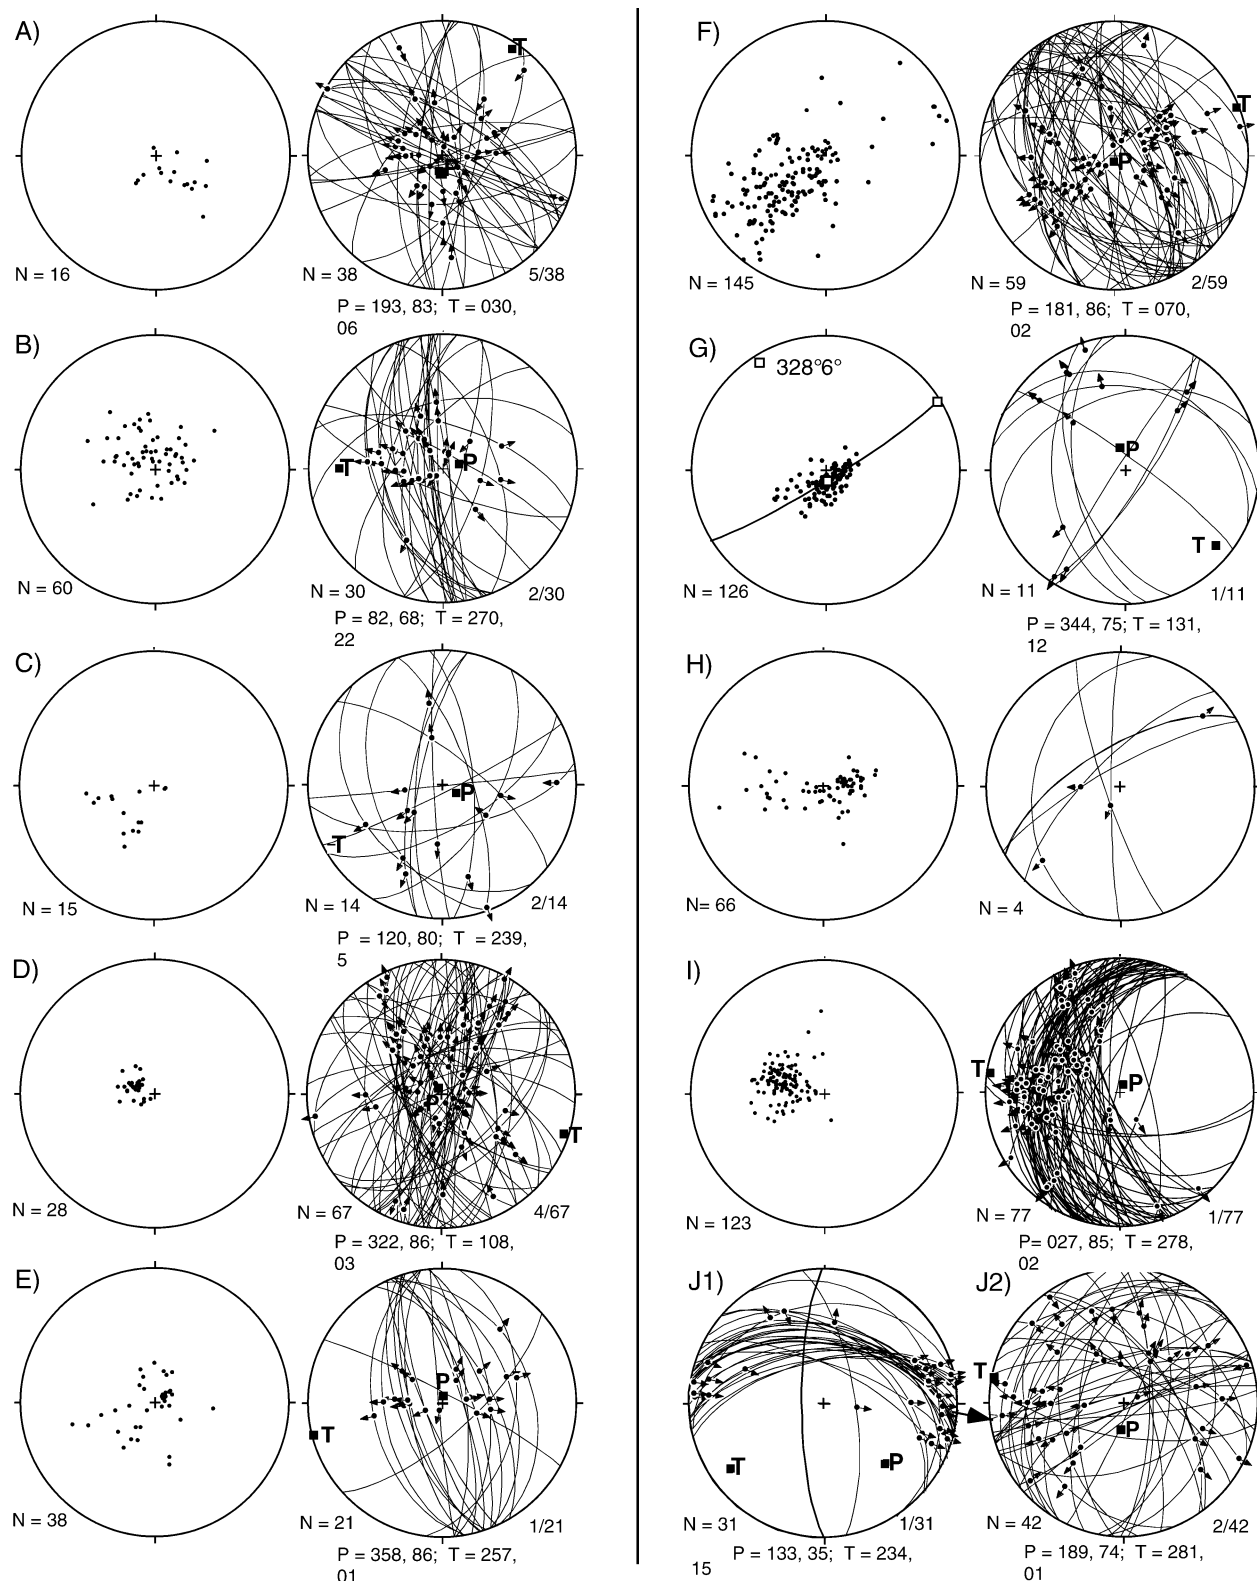 A)
T
P
N = 16
N = 38
5/38
P = 193, 83; T = 030,
06
B)
T
P
N = 60
N = 30
2/30
P = 82, 68; T = 270,
22
C)
P
T
N = 15
N = 14
2/14
P = 120, 80; T = 239,
5
D)
P
T
N = 28
N = 67
4/67
P = 322, 86; T = 108,
03
E)
P
T
N = 38
N = 21
1/21
P = 358, 86; T = 257,
01
F)
T
P
N = 145
N = 59
2/59
P = 181, 86; T = 070,
02
G)
328°6°
P
T
N = 126
N = 11
1/11
P = 344, 75; T = 131,
12
H)
N= 66
N = 4
I)
T
P
N = 123
N = 77
1/77
P= 027, 85; T = 278,
02
J1)
J2)
T
P
T
P
N = 31
1/31
N = 42
2/42
P = 133, 35; T = 234,
15
P = 189, 74; T = 281,
01